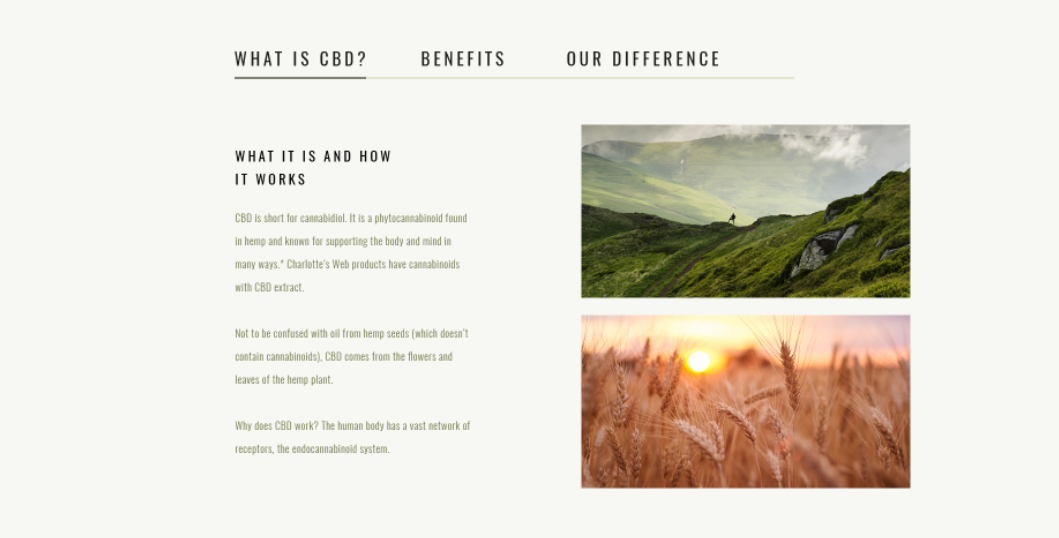 WHAT IS CBD? BENEFITS OUR DIFFERENCE
WHAT IT IS AND HOW
IT WORKS
CBD is short for cannabidiol. It is a phytocannabinoid found
in hemp and known for supporting the body and mind in
many ways.* Charlotte's Web products have cannabinoids
with CBD extract.
Not to be confused with oil from hemp seeds (which doesn't
contain cannabinoids), CBD comes from the flowers and
leaves of the hemp plant.
Why does CBD work? The human body has a vast network of
receptors, the endocannabinoid system.